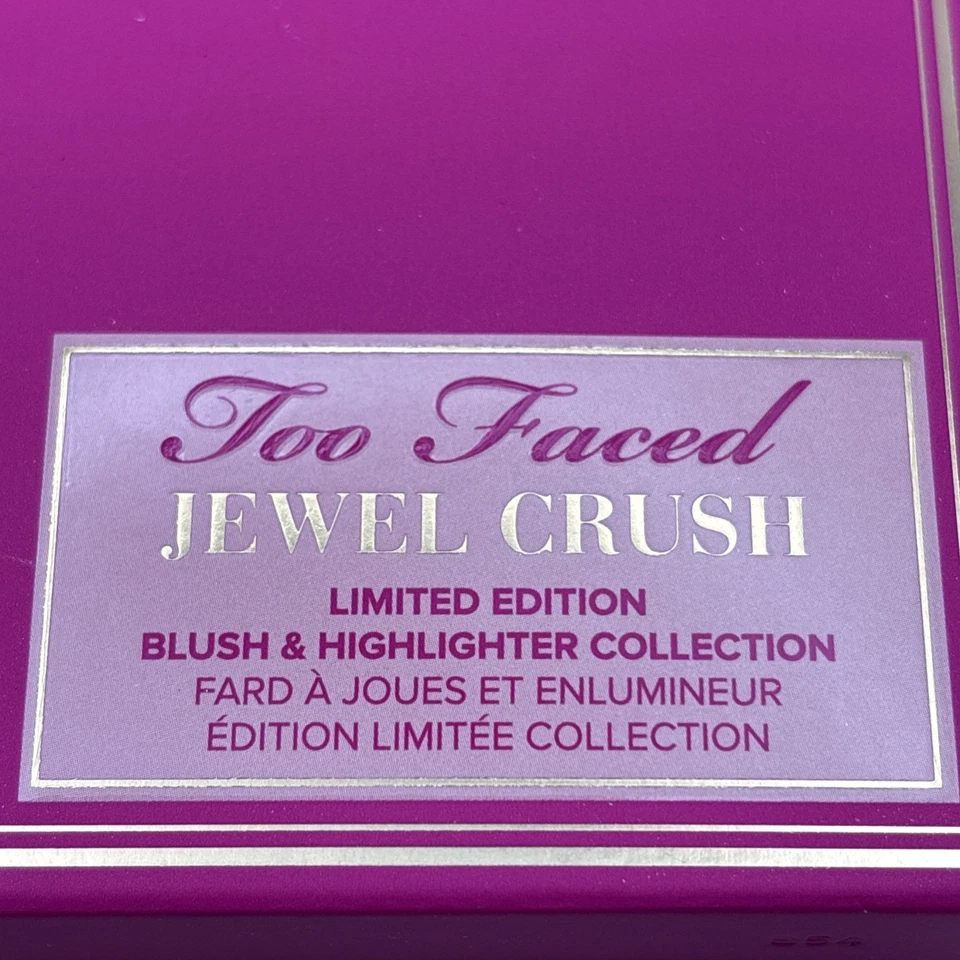 Too Faced
JEWEL CRUSH
LIMITED EDITION
BLUSH & HIGHLIGHTER COLLECTION
FARD À JOUES ET ENLUMINEUR
ÉDITION LIMITÉE COLLECTION